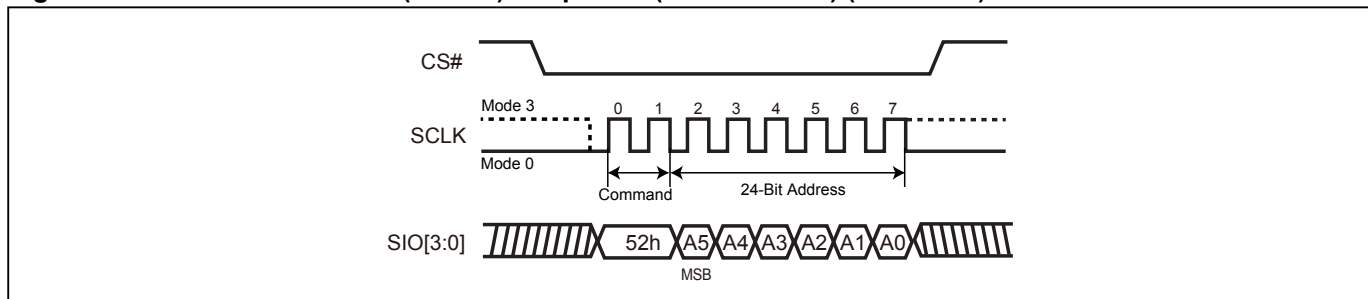 CS#
Mode 3
0 1 2 3 4 5 6 7
SCLK
Mode 0
Command
24-Bit Address
SIO[3:0]
52h A5 A4 A3 A2 A1 A0
MSB